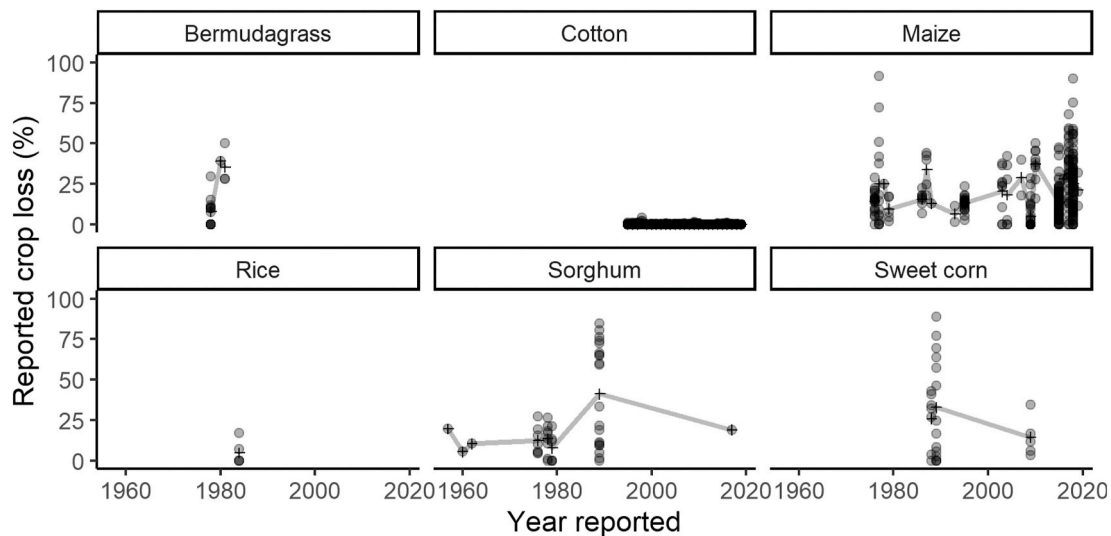 Bermudagrass Cotton Maize
100
75
50
25
0
Rice Sorghum Sweet corn
100
75
50
25
0
1960 1980 2000 2020 1960 1980 2000 2020 1960 1980 2000 2020
Year reported
Reported crop loss (%)